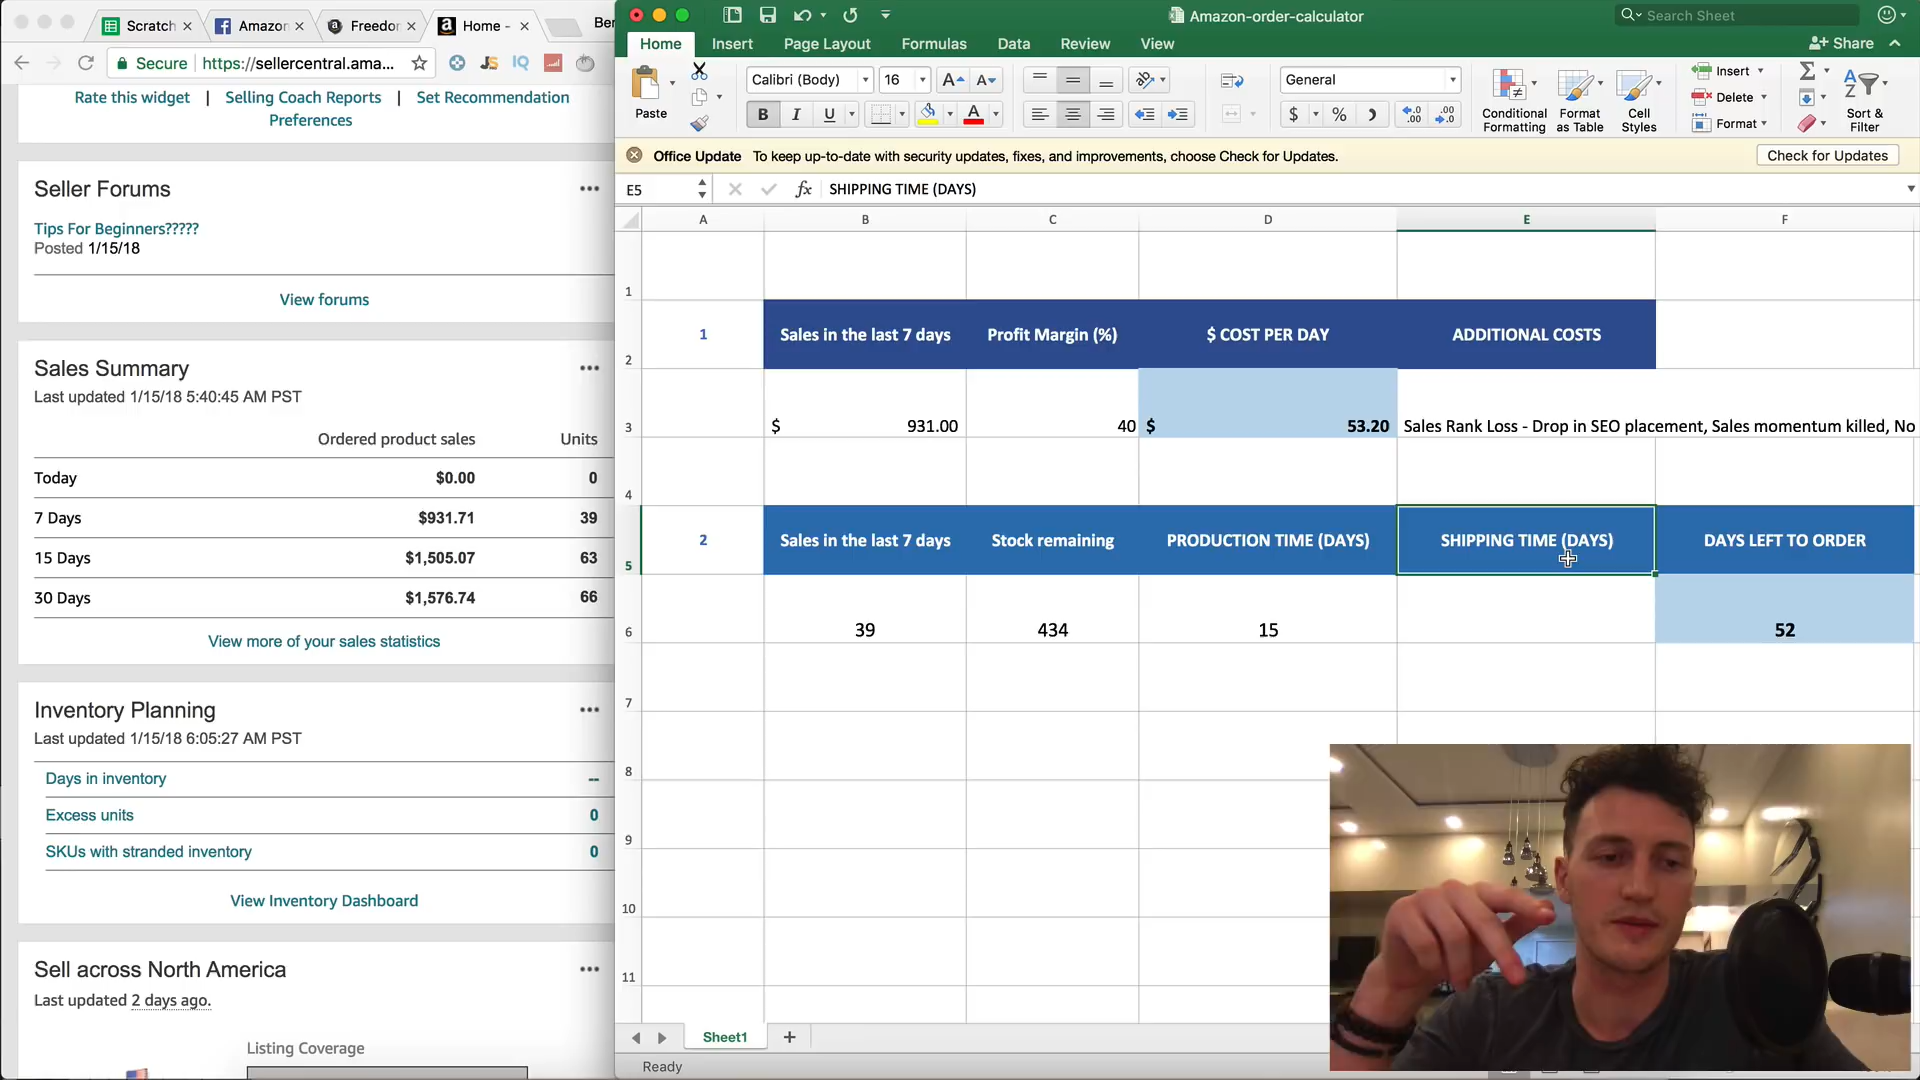 Scratch
Amazon
Freedo
Home -
Ber
Secure
https://sellercentral.ama...
JS
IQ
Rate this widget | Selling Coach Reports | Set Recommendation
Preferences
Seller Forums
Tips For Beginners?????
Posted 1/15/18
View forums
Sales Summary
Last updated 1/15/18 5:40:45 AM PST
Ordered product sales Units
Today $0.00 0
7 Days $931.71 39
15 Days $1,505.07 63
30 Days $1,576.74 66
View more of your sales statistics
Inventory Planning
Last updated 1/15/18 6:05:27 AM PST
Days in inventory --
Excess units 0
SKUs with stranded inventory 0
View Inventory Dashboard
Sell across North America
Last updated 2 days ago.
Listing Coverage
Amazon-order-calculator
Search Sheet
Home Insert Page Layout Formulas Data Review View
Share
Paste
Calibri (Body) 16
General
B I U
$ %
Conditional
Formatting
Format
as Table
Cell
Styles
Insert
Delete
Format
Sort &
Filter
Office Update To keep up-to-date with security updates, fixes, and improvements, choose Check for Updates.
Check for Updates
E5 fx SHIPPING TIME (DAYS)
A B C D E F
1
1 Sales in the last 7 days Profit Margin (%) $ COST PER DAY ADDITIONAL COSTS
2
3 $ 931.00 40 $ 53.20 Sales Rank Loss - Drop in SEO placement, Sales momentum killed, No
4
2 Sales in the last 7 days Stock remaining PRODUCTION TIME (DAYS) SHIPPING TIME (DAYS) DAYS LEFT TO ORDER
5
6 39 434 15 52
7
8
9
10
11
Sheet1
Ready